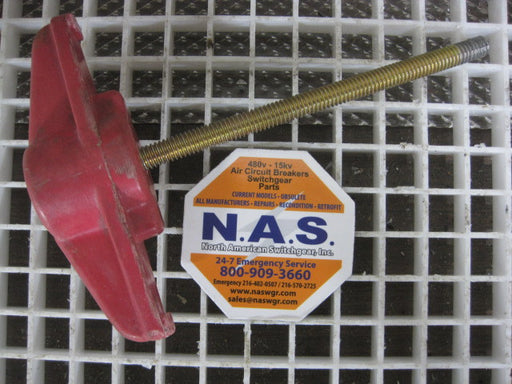 480v - 15kv
Air Circuit Breakers
Switchgear
Parts
CURRENT MODELS - OBSOLETE
ALL MANUFACTURERS - REPAIRS - RECONDITION - RETROFIT
N.A.S.
North American Switchgear, Inc.
24-7 Emergency Service
800-909-3660
Emergency 216-402-0507 / 216-570-2725
www.naswgr.com
sales@naswgr.com